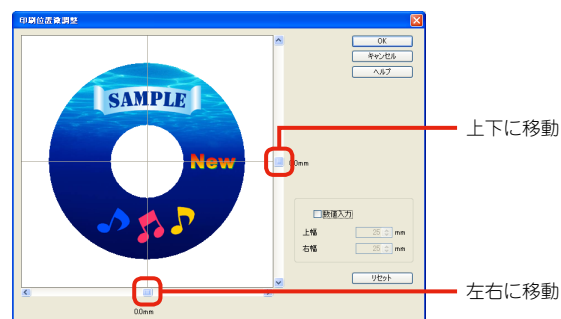 印刷位置微調整
OK
キャンセル
ヘルプ
SAMPLE
New
上下に移動
0.0mm
数値入力
上幅 25 mm
右幅 25 mm
リセット
左右に移動
0.0mm